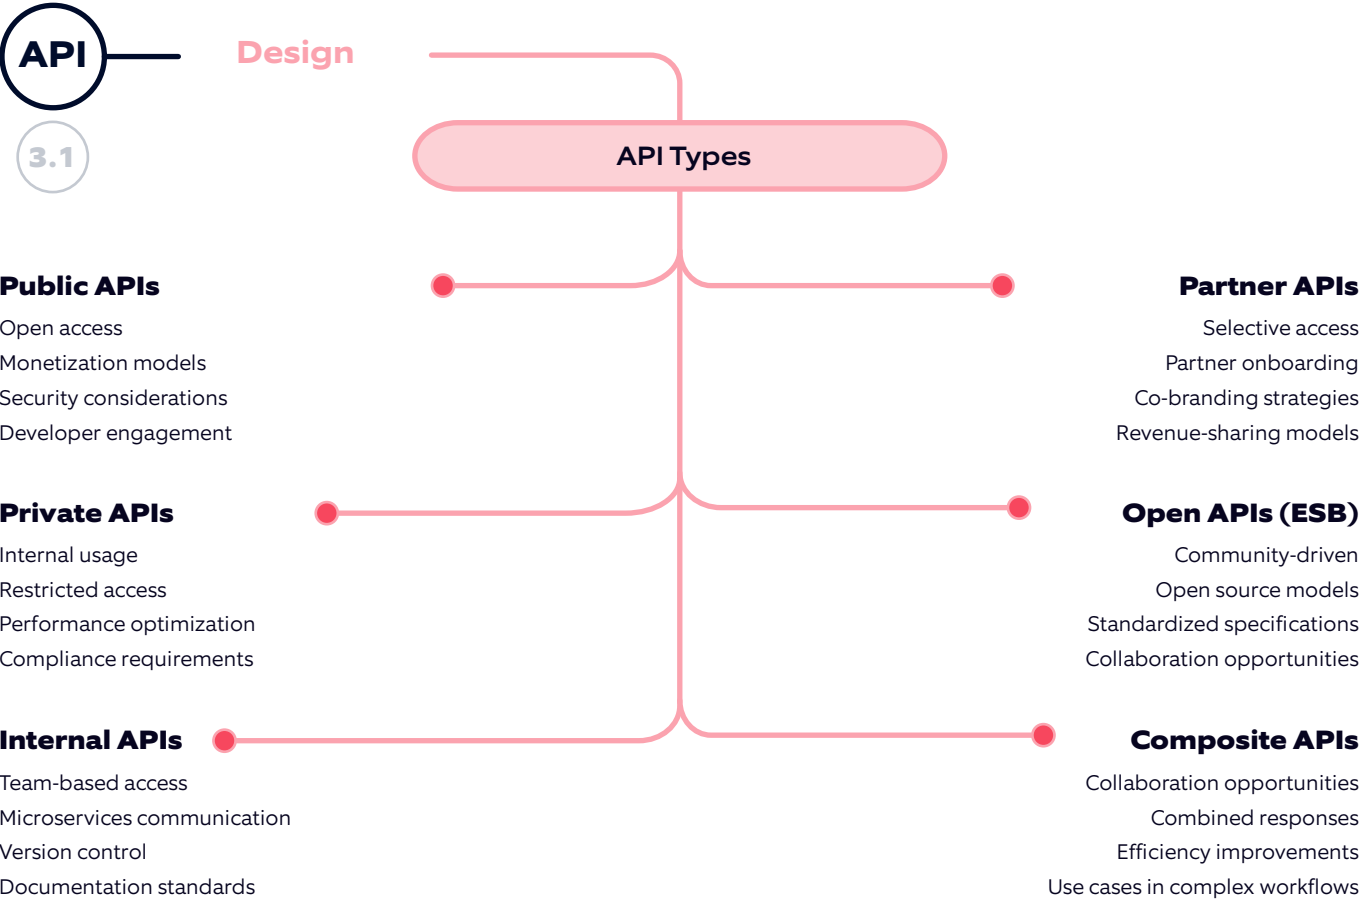 API
Design
3.1
API Types
Public APIs
Open access
Monetization models
Security considerations
Developer engagement
Partner APIs
Selective access
Partner onboarding
Co-branding strategies
Revenue-sharing models
Private APIs
Internal usage
Restricted access
Performance optimization
Compliance requirements
Open APIs (ESB)
Community-driven
Open source models
Standardized specifications
Collaboration opportunities
Internal APIs
Team-based access
Microservices communication
Version control
Documentation standards
Composite APIs
Collaboration opportunities
Combined responses
Efficiency improvements
Use cases in complex workflows